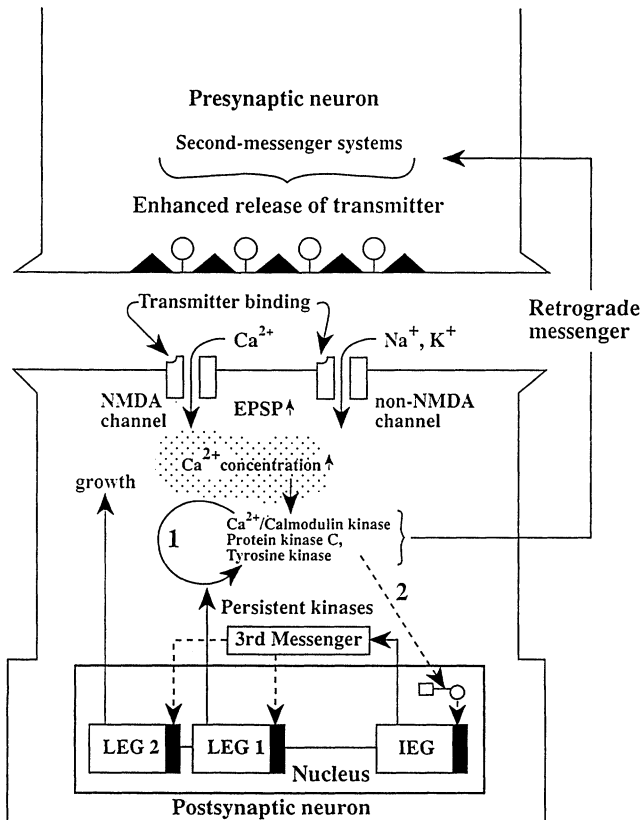 Presynaptic neuron
Second-messenger systems
Enhanced release of transmitter
Retrograde
messenger
Transmitter binding
Ca2+
Na+, K+
NMDA
channel
EPSP
non-NMDA
channel
Ca2+ concentration
growth
1
Ca2+/Calmodulin kinase
Protein kinase C,
Tyrosine kinase
2
Persistent kinases
3rd Messenger
LEG 2
LEG 1
IEG
Nucleus
Postsynaptic neuron